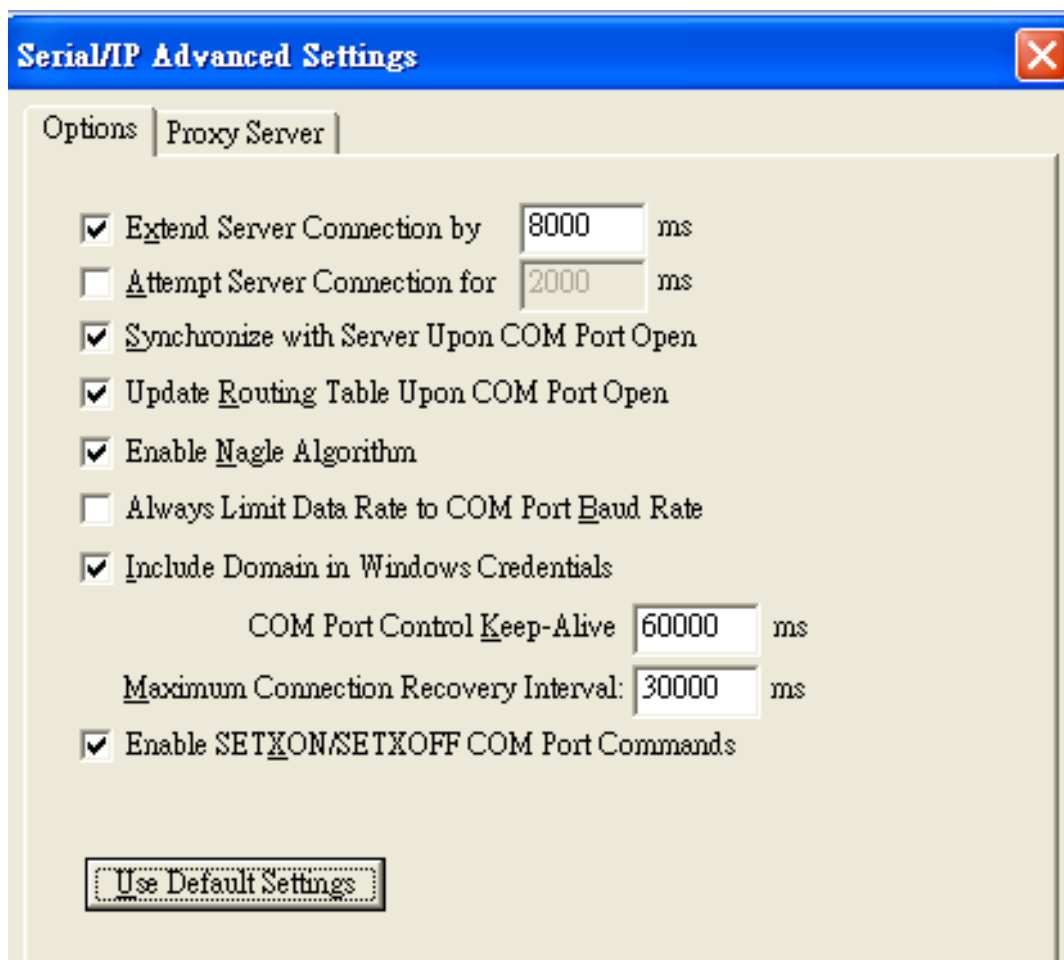 Serial/IP Advanced Settings
Options Proxy Server
Extend Server Connection by 8000 ms
Attempt Server Connection for 2000 ms
Synchronize with Server Upon COM Port Open
Update Routing Table Upon COM Port Open
Enable Nagle Algorithm
Always Limit Data Rate to COM Port Baud Rate
Include Domain in Windows Credentials
COM Port Control Keep-Alive 60000 ms
Maximum Connection Recovery Interval: 30000 ms
Enable SETXON/SETXOFF COM Port Commands
Use Default Settings